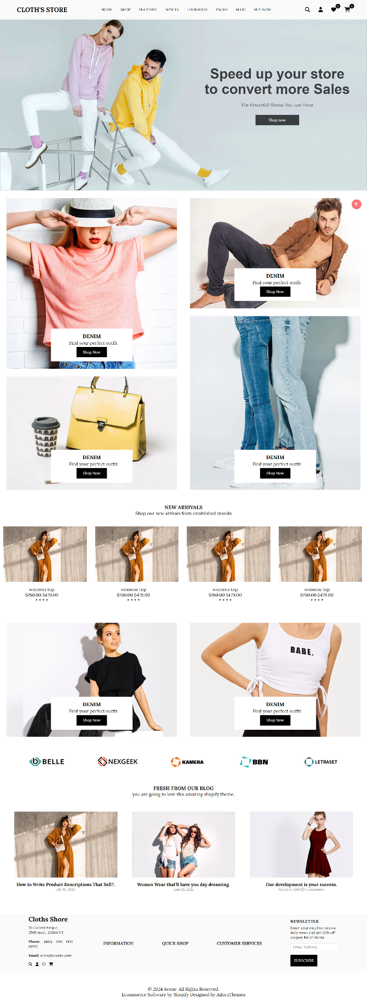 CLOTH'S STORE
HOME SHOP FEATURES NEW IN LOOKBOOK PAGES BLOG BUY NOW
1 1
Speed up your store
to convert more Sales
The Powerful Theme You can Trust
Shop now
DENIM
Find your perfect outfit
Shop Now
DENIM
Find your perfect outfit
Shop Now
DENIM
Find your perfect outfit
Shop Now
DENIM
Find your perfect outfit
Shop Now
NEW ARRIVALS
Shop our new arrivals from established brands
womens top
$750.00 $479.00
* * * *
womens top
$750.00 $479.00
* * * *
womens top
$750.00 $479.00
* * * *
womens top
$750.00 $479.00
* * * *
DENIM
Find your perfect outfit
Shop Now
BABE.
DENIM
Find your perfect outfit
Shop Now
b BELLE
NEXGEEK
KAMERA
BBN
LETRASET
FRESH FROM OUR BLOG
you are going to love this amazing shopify theme.
How to Write Product Descriptions That Sell?.
july 16, 2022
Women Wear that'll have you day dreaming.
june 26, 2022
Our development is your success.
March 6, 2019 2 comments
Cloths Shore
55 Gallaxy Enque,
2568 steet, 23568 NY
Phone: (440) 000 000
0000
Email: sales@yousite.com
INFORMATION
QUICK SHOP
CUSTOMER SERVICES
NEWSLETTER
Enter your email to receive
daily news and get 20% off
coupon for all items.
Email Address
SUBSCRIBE
© 2024 Avone. All Rights Reserved.
Ecommerce Software by Shopify Designed by AdornThemes